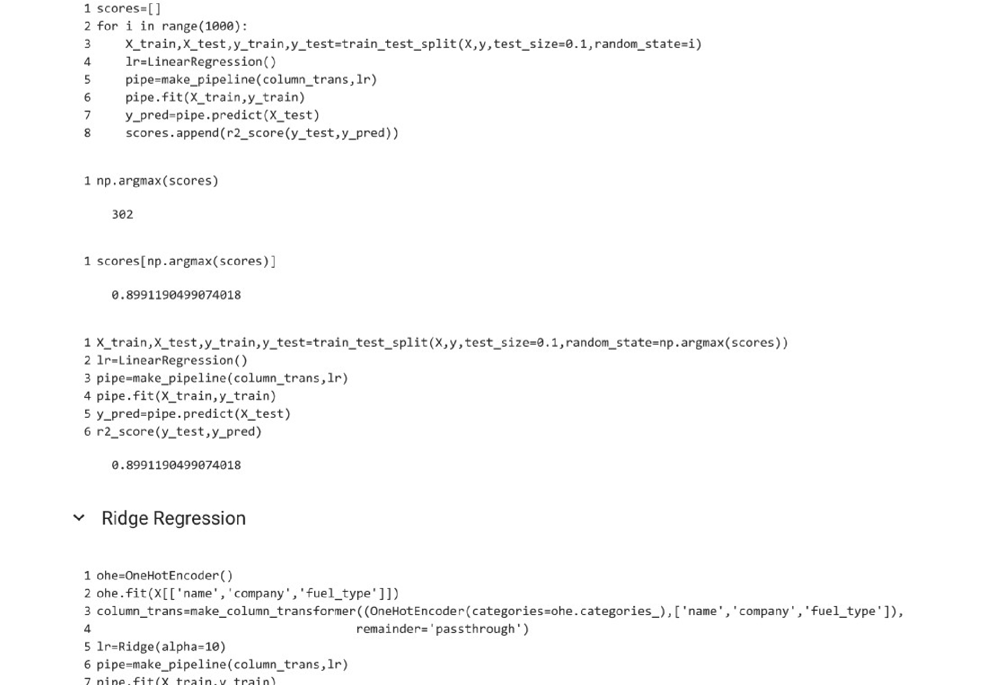 1 scores=[]
2 for i in range(1000):
3     X_train,X_test,y_train,y_test=train_test_split(X,y,test_size=0.1,random_state=i)
4     lr=LinearRegression()
5     pipe=make_pipeline(column_trans,lr)
6     pipe.fit(X_train,y_train)
7     y_pred=pipe.predict(X_test)
8     scores.append(r2_score(y_test,y_pred))
1 np.argmax(scores)
302
1 scores[np.argmax(scores)]
0.8991190499074018
1 X_train,X_test,y_train,y_test=train_test_split(X,y,test_size=0.1,random_state=np.argmax(scores))
2 lr=LinearRegression()
3 pipe=make_pipeline(column_trans,lr)
4 pipe.fit(X_train,y_train)
5 y_pred=pipe.predict(X_test)
6 r2_score(y_test,y_pred)
0.8991190499074018
Ridge Regression
1 ohe=OneHotEncoder()
2 ohe.fit(X[['name','company','fuel_type']])
3 column_trans=make_column_transformer((OneHotEncoder(categories=ohe.categories_),['name','company','fuel_type']),
4                                     remainder='passthrough')
5 lr=Ridge(alpha=10)
6 pipe=make_pipeline(column_trans,lr)
7 pipe.fit(X_train,y_train)